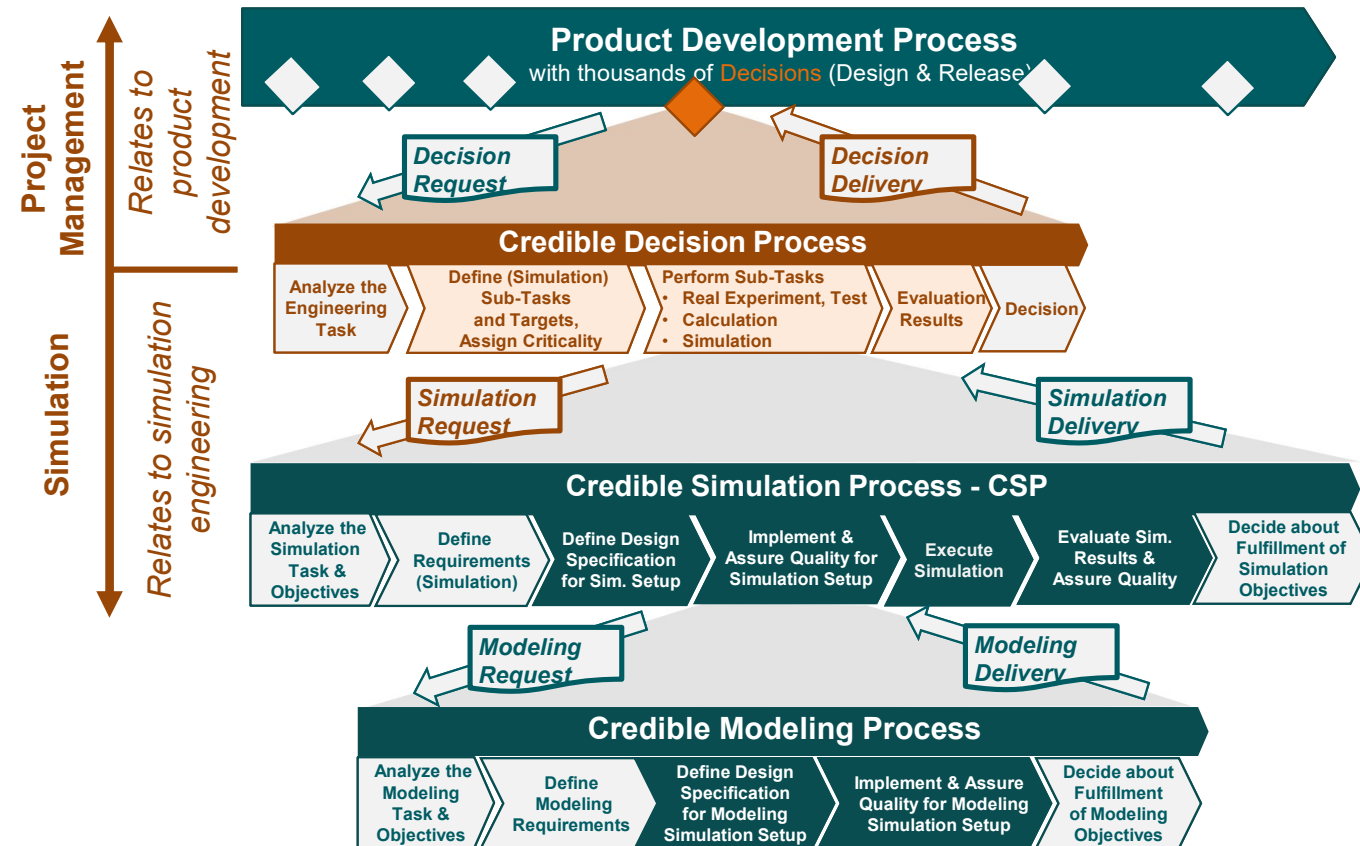 Product Development Process
with thousands of Decisions (Design & Release)
Project
Management
Relates to
product
development
Decision
Request
Decision
Delivery
Credible Decision Process
Analyze the
Engineering
Task
Define (Simulation)
Sub-Tasks
and Targets,
Assign Criticality
Perform Sub-Tasks
• Real Experiment, Test
• Calculation
• Simulation
Evaluation
Results
Decision
Simulation
Relates to simulation
engineering
Simulation
Request
Simulation
Delivery
Credible Simulation Process - CSP
Analyze the
Simulation
Task &
Objectives
Define
Requirements
(Simulation)
Define Design
Specification
for Sim. Setup
Implement &
Assure Quality for
Simulation Setup
Execute
Simulation
Evaluate Sim.
Results &
Assure Quality
Decide about
Fulfillment of
Simulation
Objectives
Modeling
Request
Modeling
Delivery
Credible Modeling Process
Analyze the
Modeling
Task &
Objectives
Define
Modeling
Requirements
Define Design
Specification
for Modeling
Simulation Setup
Implement & Assure
Quality for Modeling
Simulation Setup
Decide about
Fulfillment
of Modeling
Objectives